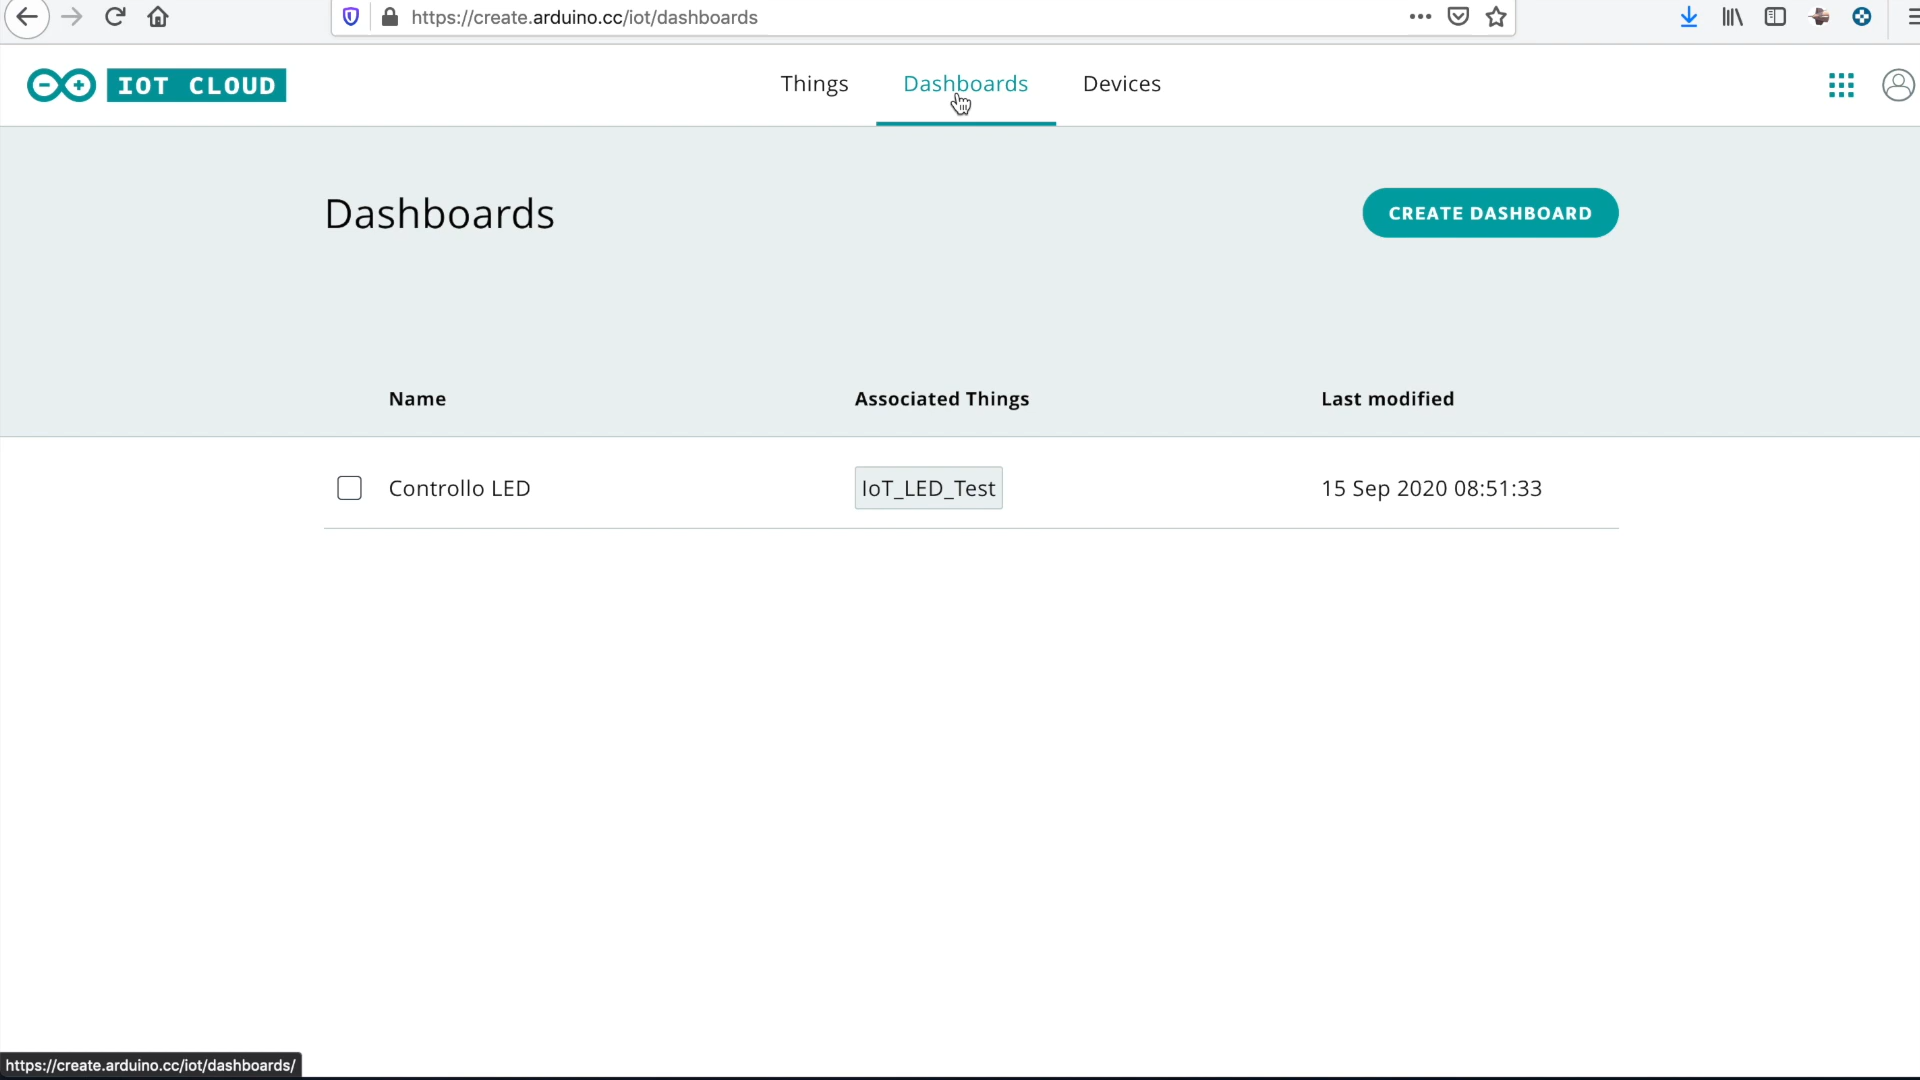 https://create.arduino.cc/iot/dashboards
IOT CLOUD
Things
Dashboards
Devices
Dashboards
CREATE DASHBOARD
Name
Associated Things
Last modified
Controllo LED
IoT_LED_Test
15 Sep 2020 08:51:33
https://create.arduino.cc/iot/dashboards/